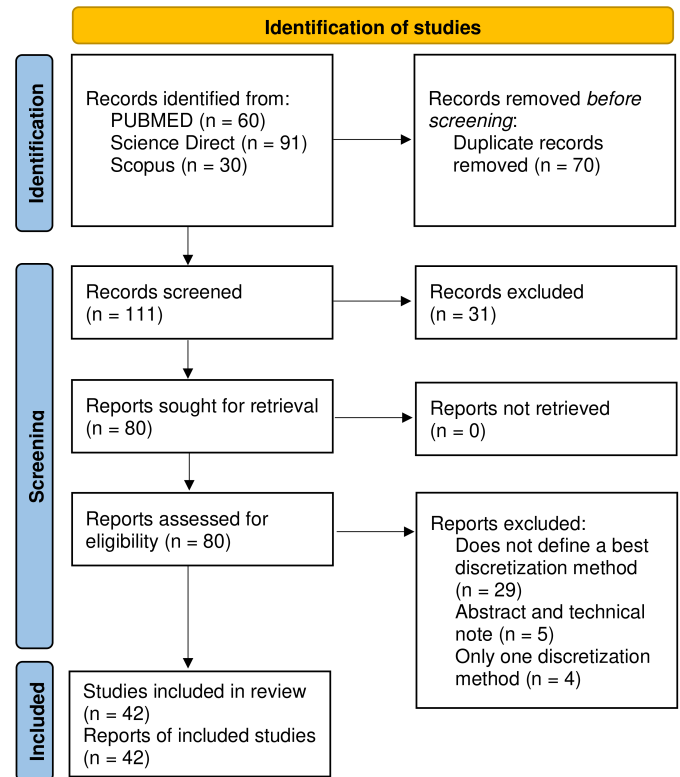 Identification of studies
Identification
Records identified from:
PUBMED (n = 60)
Science Direct (n = 91)
Scopus (n = 30)
Records removed before
screening:
Duplicate records
removed (n = 70)
Screening
Records screened
(n = 111)
Records excluded
(n = 31)
Reports sought for retrieval
(n = 80)
Reports not retrieved
(n = 0)
Reports assessed for
eligibility (n = 80)
Reports excluded:
Does not define a best
discretization method
(n = 29)
Abstract and technical
note (n = 5)
Only one discretization
method (n = 4)
Included
Studies included in review
(n = 42)
Reports of included studies
(n = 42)